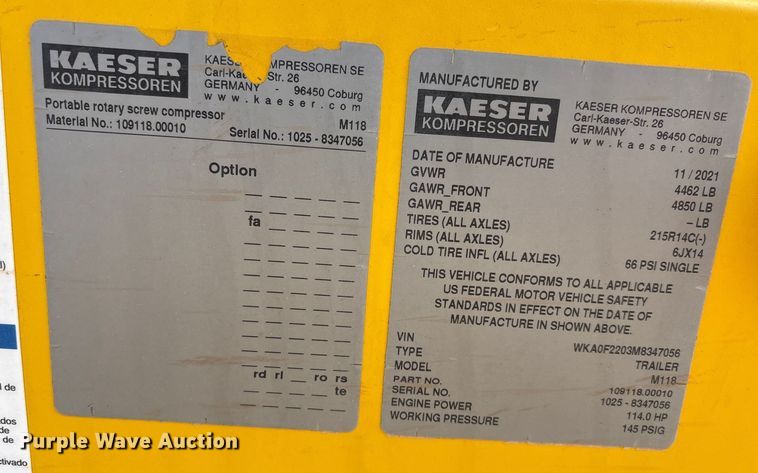 KAESER
KOMPRESSOREN
KOMPRESSOREN SE
Str. 26
GERMANY - 96450 Coburg
www.kaeser.com
Portable rotary screw compressor
M118
Material No.: 109118.00010
Serial No.: 1025 - 8347056
Option
fa
rd rl ro rs
te
MANUFACTURED BY
KAESER
KOMPRESSOREN
KAESER KOMPRESSOREN SE
Carl-Kaeser-Str. 26
GERMANY - 96450 Coburg
www.kaeser.com
DATE OF MANUFACTURE 11 / 2021
GVWR 4462 LB
GAWR_FRONT 4850 LB
GAWR_REAR – LB
TIRES (ALL AXLES) 215R14C(-)
RIMS (ALL AXLES) 6JX14
COLD TIRE INFL (ALL AXLES) 66 PSI SINGLE
THIS VEHICLE CONFORMS TO ALL APPLICABLE
US FEDERAL MOTOR VEHICLE SAFETY
STANDARDS IN EFFECT ON THE DATE OF
MANUFACTURE IN SHOWN ABOVE.
VIN WKA0F2203M8347056
TYPE TRAILER
MODEL M118
PART NO. 109118.00010
SERIAL NO. 1025 - 8347056
ENGINE POWER 114.0 HP
WORKING PRESSURE 145 PSIG
l)
l de
dos
de
de
ctivado
Purple Wave Auction